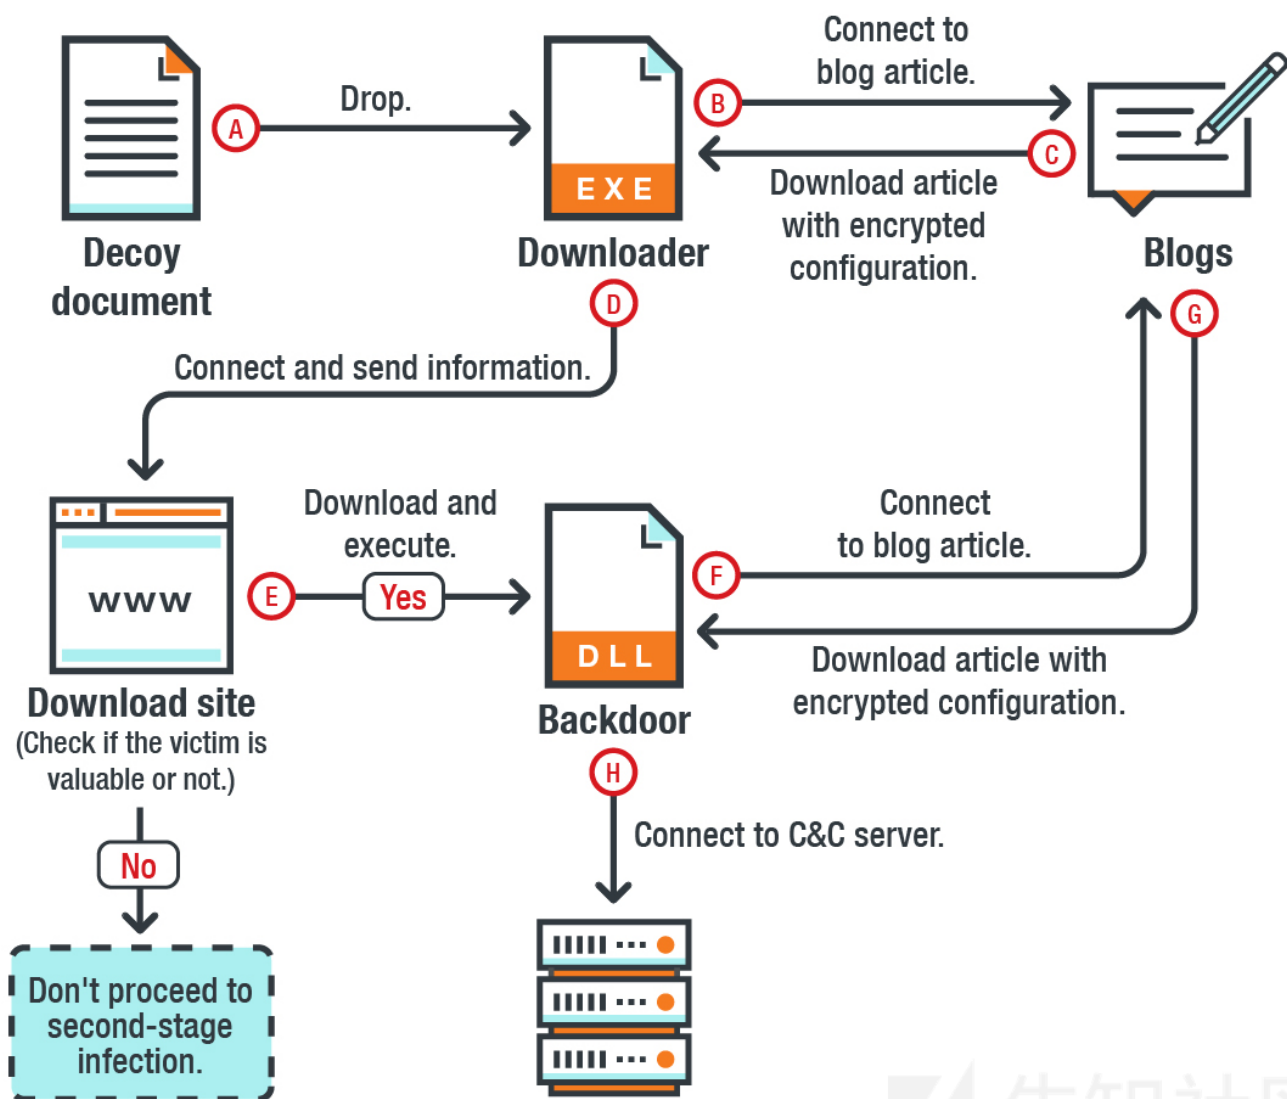 Connect to
blog article.
A
Drop.
B
EXE
C
Download article
with encrypted
configuration.
Decoy
document
Downloader
Blogs
D
G
Connect and send information.
www
Download site
(Check if the victim is
valuable or not.)
E
Download and
execute.
Yes
DLL
Backdoor
F
Connect
to blog article.
Download article with
encrypted configuration.
H
Connect to C&C server.
No
Don't proceed to
second-stage
infection.